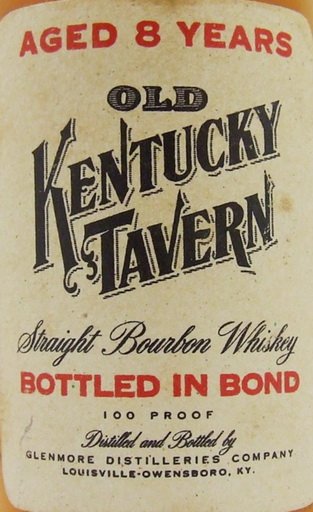 AGED 8 YEARS
OLD
KENTUCKY
TAVERN
Straight Bourbon Whiskey
BOTTLED IN BOND
100 PROOF
Distilled and Bottled by
GLENMORE DISTILLERIES COMPANY
LOUISVILLE-OWENSBORO, KY.